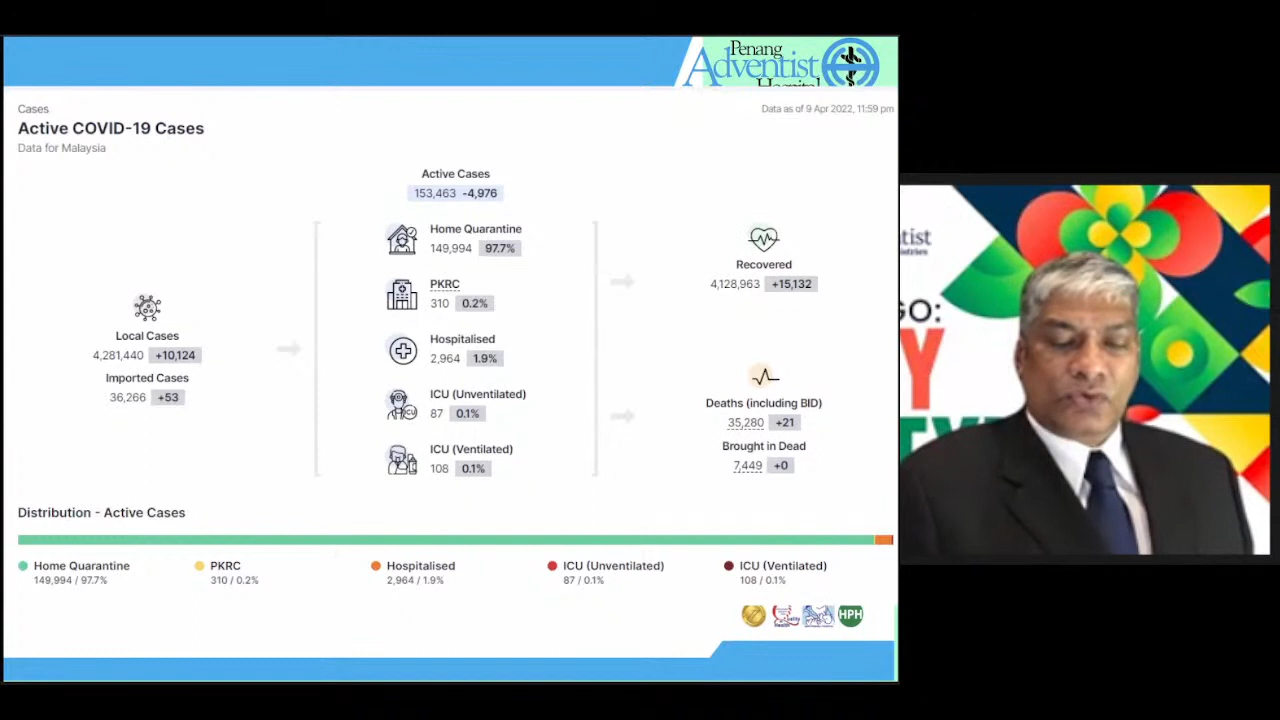 Penang
Adventist
Hospital
Cases
Data as of 9 Apr 2022, 11:59 pm
Active COVID-19 Cases
Data for Malaysia
Active Cases
153,463 -4,976
Home Quarantine
149,994 97.7%
PKRC
310 0.2%
Hospitalised
2,964 1.9%
ICU (Unventilated)
87 0.1%
ICU (Ventilated)
108 0.1%
Local Cases
4,281,440 +10,124
Imported Cases
36,266 +53
Recovered
4,128,963 +15,132
Deaths (including BID)
35,280 +21
Brought in Dead
7,449 +0
Distribution - Active Cases
Home Quarantine
149,994 / 97.7%
PKRC
310 / 0.2%
Hospitalised
2,964 / 1.9%
ICU (Unventilated)
87 / 0.1%
ICU (Ventilated)
108 / 0.1%
HPH
tist
GO:
Y